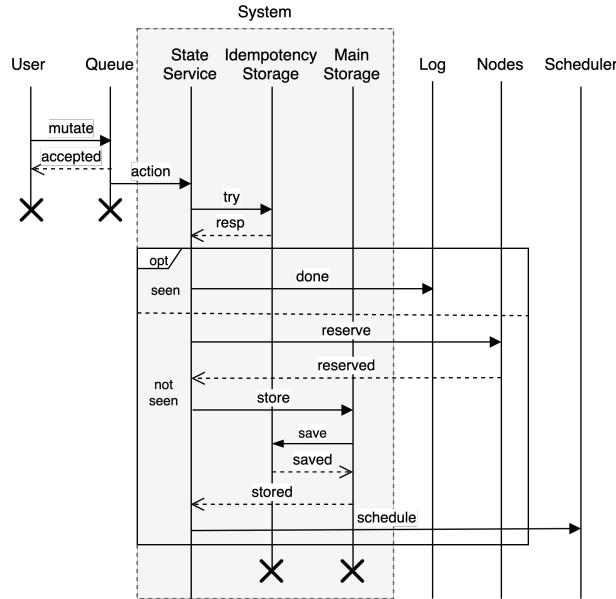 System
User
Queue
State
Service
Idempotency
Storage
Main
Storage
Log
Nodes
Scheduler
mutate
accepted
action
try
resp
opt
seen
done
reserve
reserved
not
seen
store
save
saved
stored
schedule